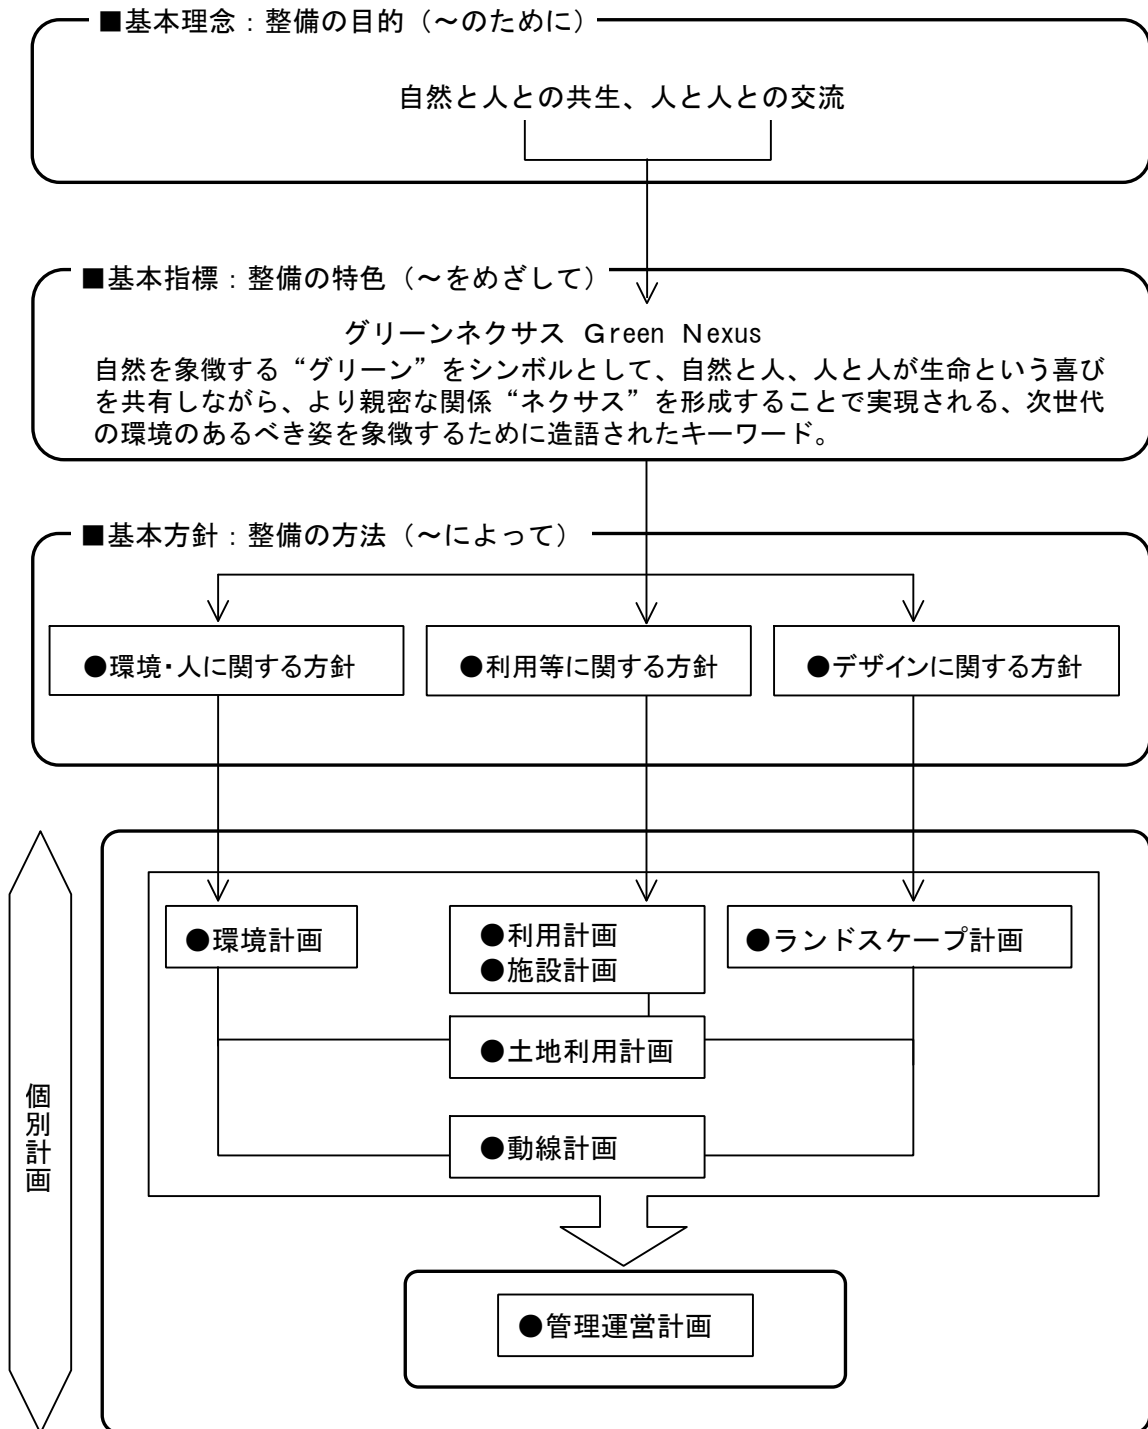 ■基本理念：整備の目的（～のために）
自然と人との共生、人と人との交流
■基本指標：整備の特色（～をめざして）
グリーンネクサス Ｇreen Ｎexus
自然を象徴する“グリーン”をシンボルとして、自然と人、人と人が生命という喜び
を共有しながら、より親密な関係“ネクサス”を形成することで実現される、次世代
の環境のあるべき姿を象徴するために造語されたキーワード。
■基本方針：整備の方法（～によって）
●環境・人に関する方針
●利用等に関する方針
●デザインに関する方針
●環境計画
●利用計画
●施設計画
●ランドスケープ計画
●土地利用計画
●動線計画
個別計画
●管理運営計画